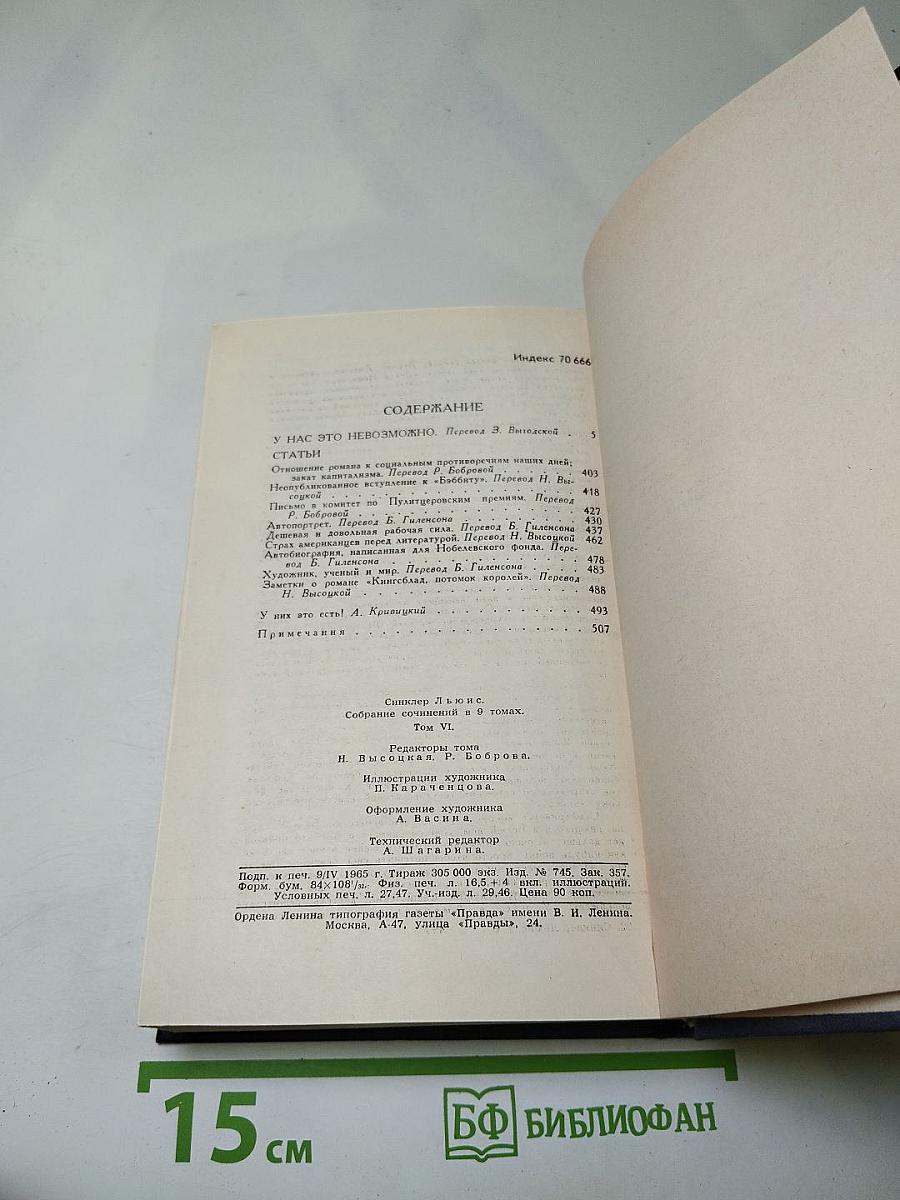 Индекс 70 666
СОДЕРЖАНИЕ
У НАС ЭТО НЕВОЗМОЖНО. Перевод З. Выгодской . 5
СТАТЬИ
Отношение романа к социальным противоречиям наших дней;
закат капитализма. Перевод Р. Бобровой . . . . . . 403
Неопубликованное вступление к «Бэббиту». Перевод Н. Вы-
соцкой . . . . . . . . . . . . . . . . . . 418
Письмо в комитет по Пулитцеровским премиям. Перевод
Р. Бобровой . . . . . . . . . . . . . . . . 427
Автопортрет. Перевод Б. Гиленсона . . . . . . . . 430
Дешевая и довольная рабочая сила. Перевод Б. Гиленсона 437
Страх американцев перед литературой. Перевод Н. Высоцкой 462
Автобиография, написанная для Нобелевского фонда. Пере-
вод Б. Гиленсона . . . . . . . . . . . . . . 478
Художник, ученый и мир. Перевод Б. Гиленсона . . . . 483
Заметки о романе «Кингсблад, потомок королей». Перевод
Н. Высоцкой . . . . . . . . . . . . . . . . 488
У них это есть! А. Кривицкий . . . . . . . . . . . 493
Примечания . . . . . . . . . . . . . . . . . 507
Синклер Льюис.
Собрание сочинений в 9 томах.
Том VI.
Редакторы тома
Н. Высоцкая, Р. Боброва.
Иллюстрации художника
П. Караченцова.
Оформление художника
А. Васина.
Технический редактор
А. Шагарина.
Подп. к печ. 9/IV 1965 г. Тираж 305 000 экз. Изд. № 745. Зак. 357.
Форм. бум. 84×108¹/₃₂. Физ. печ. л. 16,5 + 4 вкл. иллюстраций.
Условных печ. л. 27,47. Уч.-изд. л. 29,46. Цена 90 коп.
Ордена Ленина типография газеты «Правда» имени В. И. Ленина.
Москва, А-47, улица «Правды», 24.
15 см
БФ БИБЛИОФАН